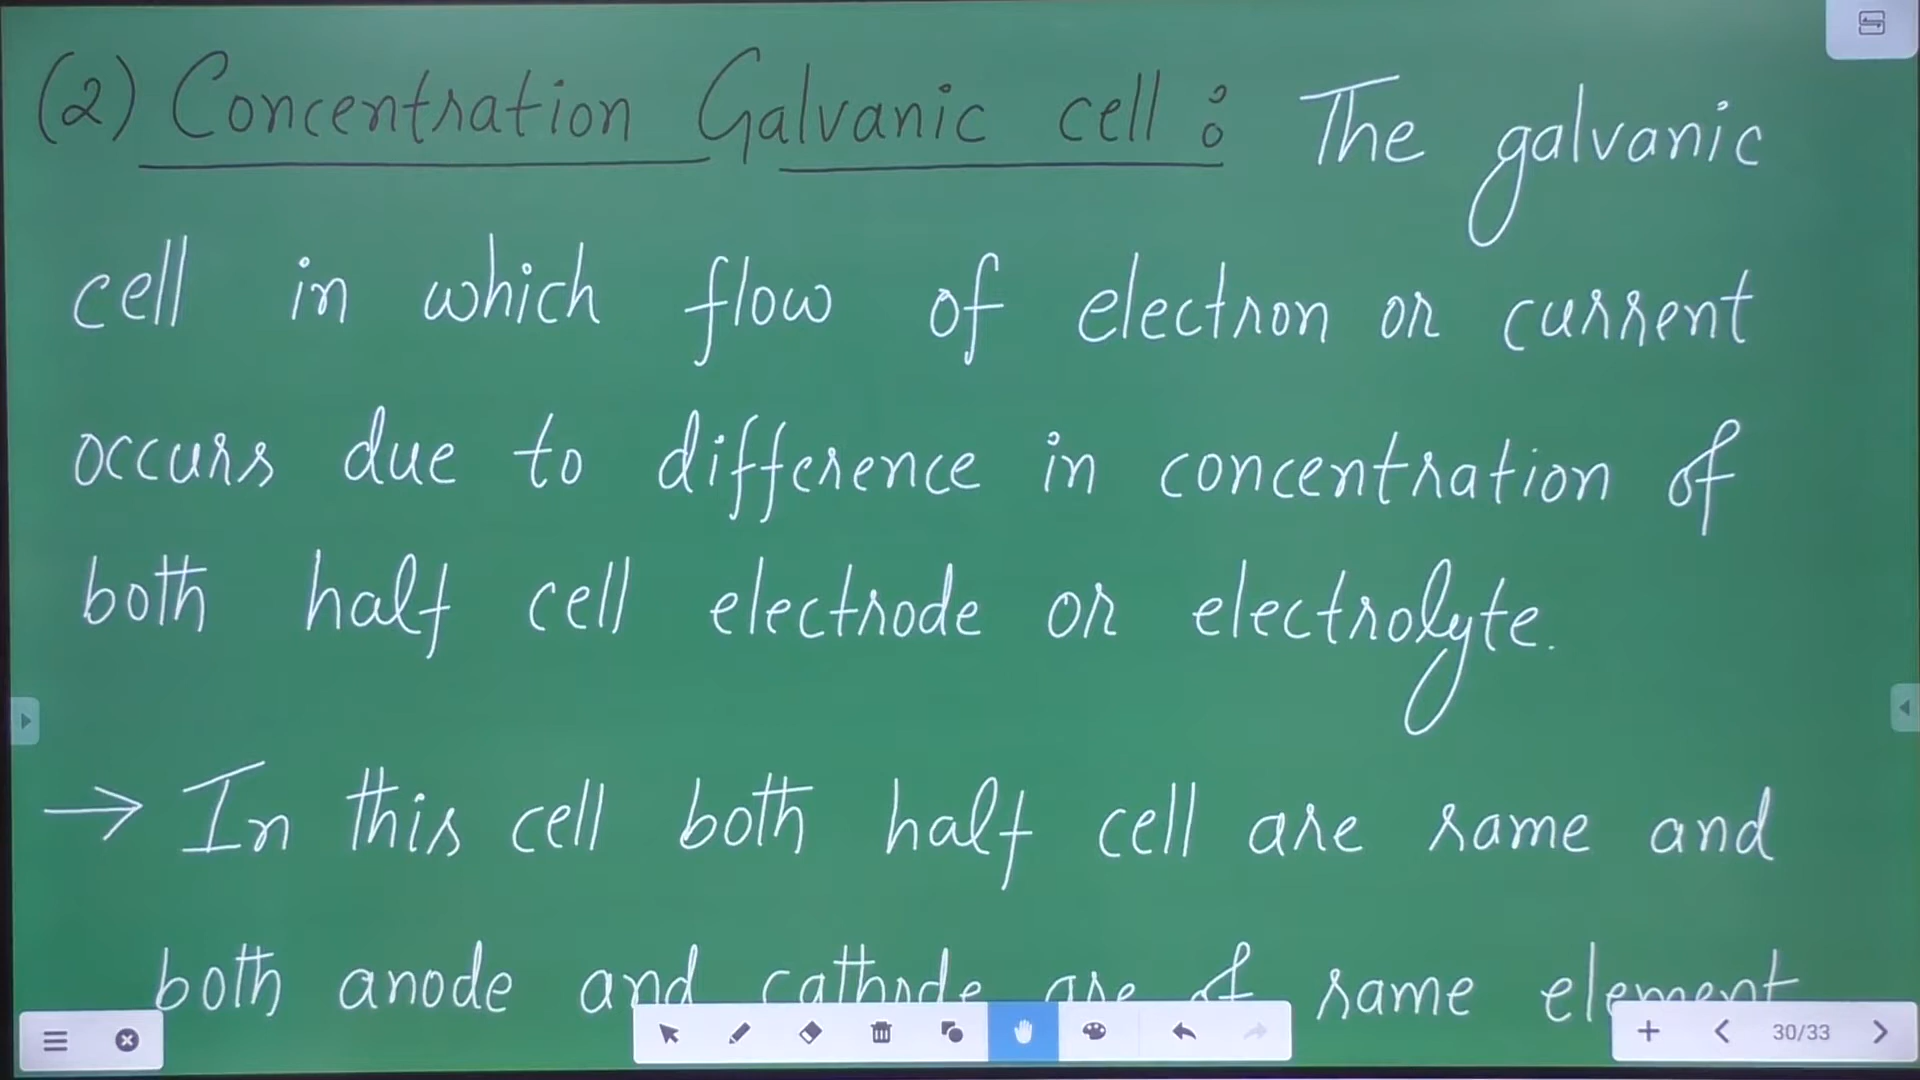 (2) Concentration Galvanic cell : The galvanic
cell in which flow of electron or current
occurs due to difference in concentration of
both half cell electrode or electrolyte.
→ In this cell both half cell are same and
both anode and cathode are of same element
30/33